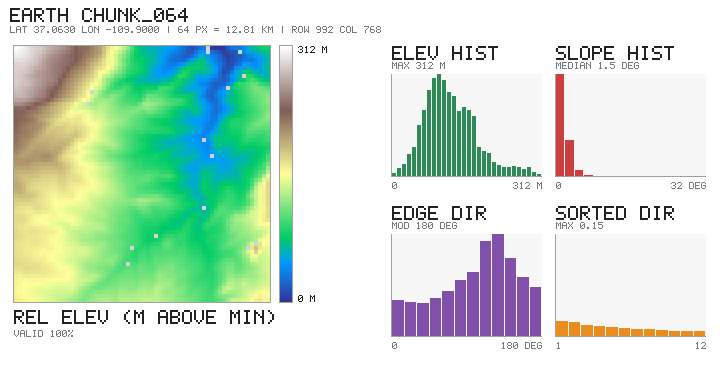 EARTH CHUNK_064
LAT 37.0630 LON -109.9000 | 64 PX = 12.81 KM | ROW 992 COL 768
312 M
0 M
REL ELEV (M ABOVE MIN)
VALID 100%
ELEV HIST
MAX 312 M
0 312 M
SLOPE HIST
MEDIAN 1.5 DEG
0 32 DEG
EDGE DIR
MOD 180 DEG
0 180 DEG
SORTED DIR
MAX 0.15
1 12